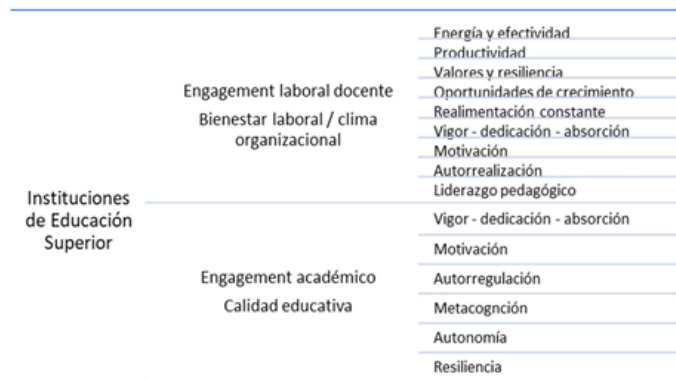 Energía y efectividad
Productividad
Valores y resiliencia
Engagement laboral docente
Oportunidades de crecimiento
Bienestar laboral / clima
organizacional
Realimentación constante
Vigor - dedicación - absorción
Motivación
Autorrealización
Liderazgo pedagógico
Instituciones
de Educación
Superior
Vigor - dedicación - absorción
Motivación
Engagement académico
Calidad educativa
Autorregulación
Metacognción
Autonomía
Resiliencia